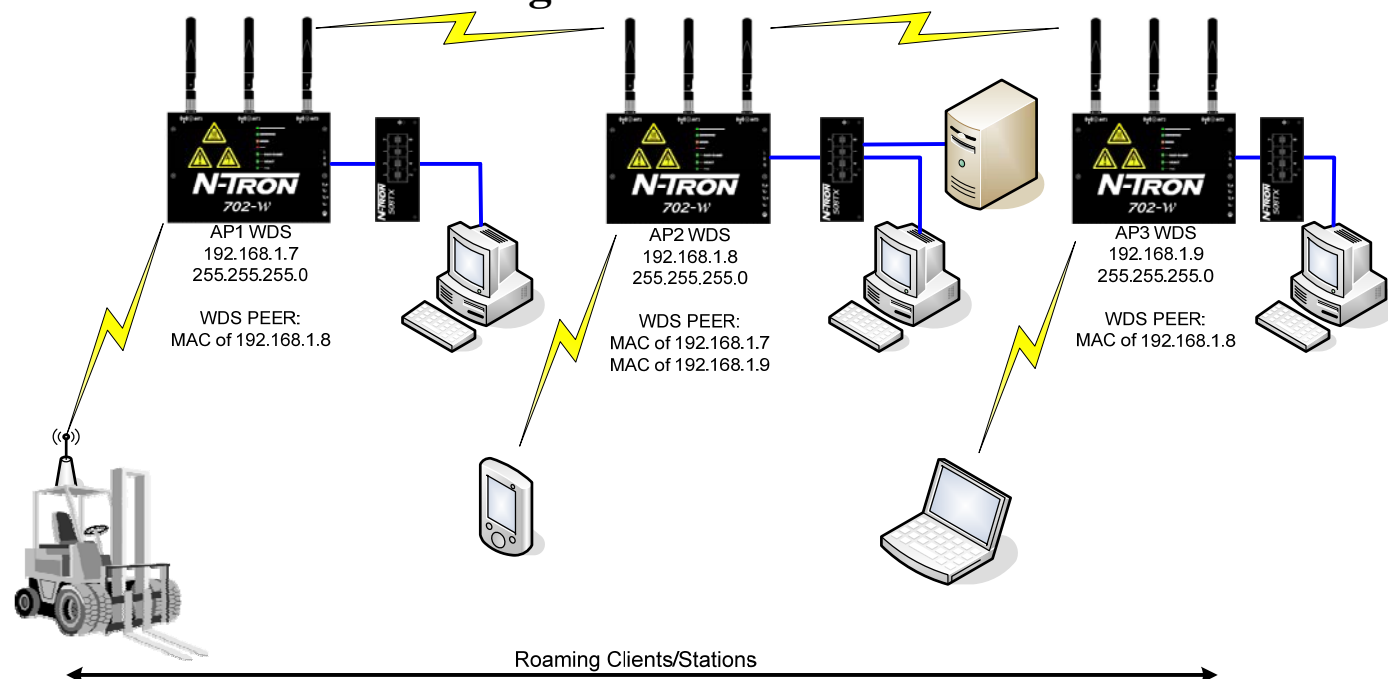 g
N-TRON
702-W
N-TRON
702-W
N-TRON
702-W
AP1 WDS
192.168.1.7
255.255.255.0
WDS PEER:
MAC of 192.168.1.8
AP2 WDS
192.168.1.8
255.255.255.0
WDS PEER:
MAC of 192.168.1.7
MAC of 192.168.1.9
AP3 WDS
192.168.1.9
255.255.255.0
WDS PEER:
MAC of 192.168.1.8
N-TRON
N-TRON
N-TRON
Roaming Clients/Stations